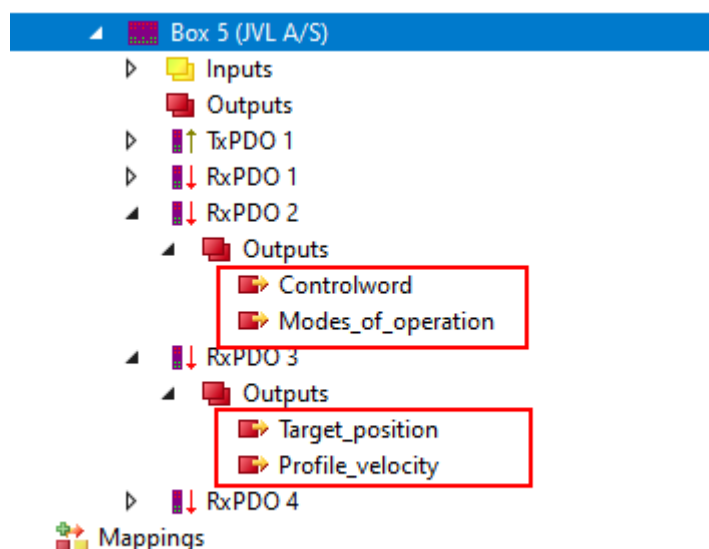 Box 5 (JVL A/S)
Inputs
Outputs
TxPDO 1
RxPDO 1
RxPDO 2
Outputs
Controlword
Modes_of_operation
RxPDO 3
Outputs
Target_position
Profile_velocity
RxPDO 4
Mappings